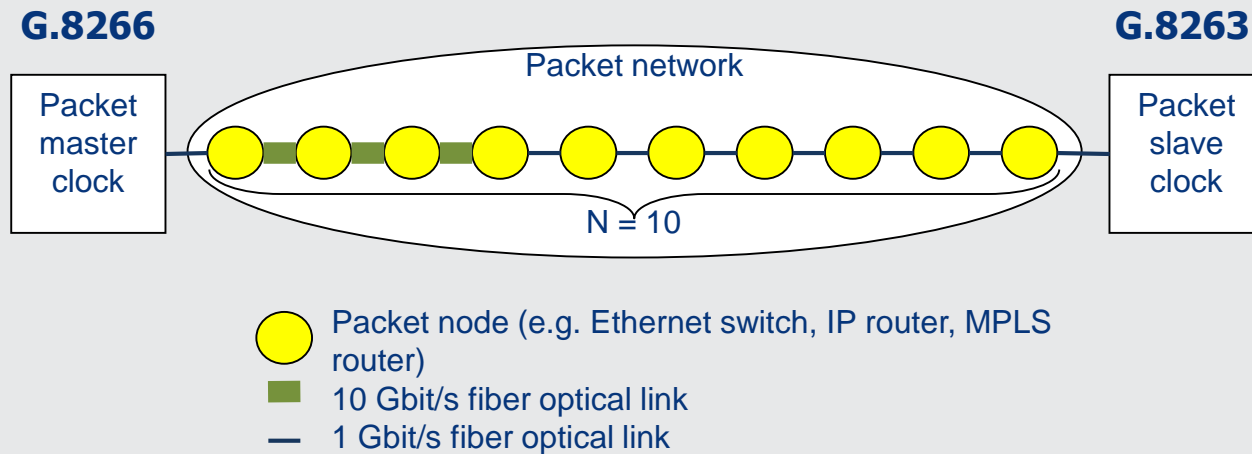 G.8266
G.8263
Packet network
Packet
master
clock
Packet
slave
clock
N = 10
Packet node (e.g. Ethernet switch, IP router, MPLS
router)
10 Gbit/s fiber optical link
1 Gbit/s fiber optical link